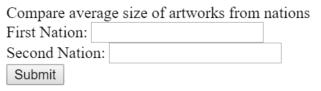 Compare average size of artworks from nations
First Nation:
Second Nation:
Submit